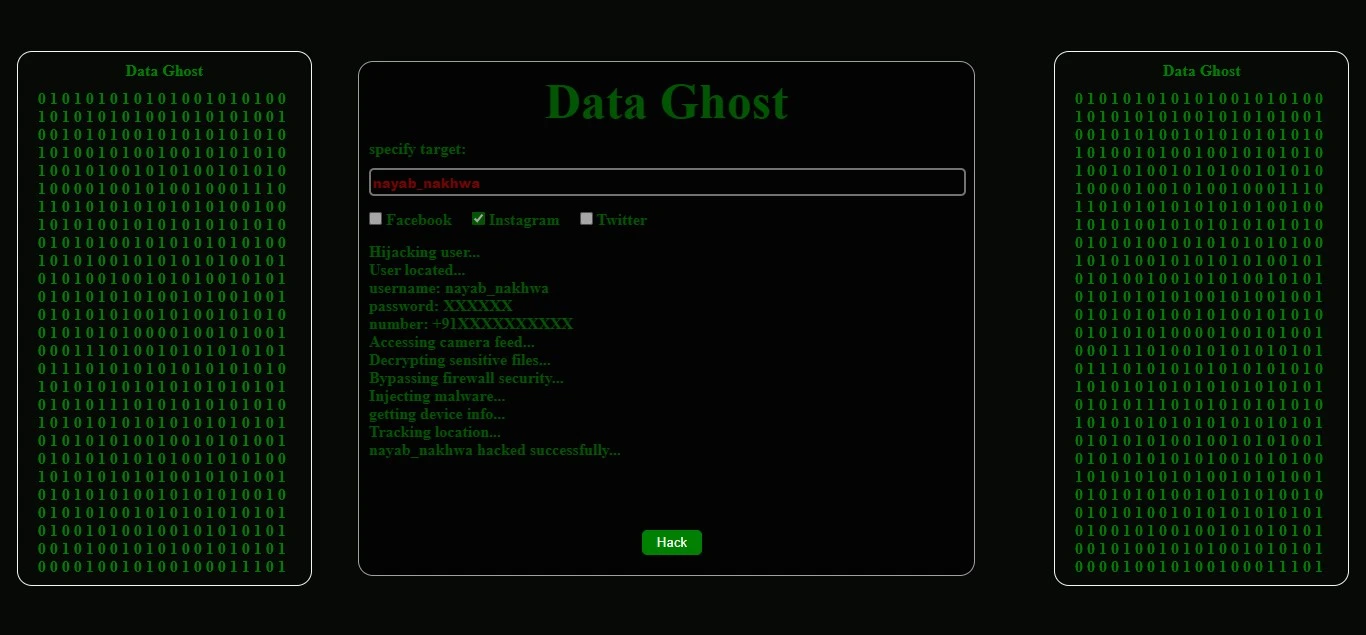 Data Ghost
0 1 0 1 0 1 0 1 0 1 0 1 0 0 1 0 1 0 1 0 0
1 0 1 0 1 0 1 0 1 0 0 1 0 1 0 1 0 1 0 0 1
0 0 1 0 1 0 1 0 0 1 0 1 0 1 0 1 0 1 0 1 0
1 0 1 0 0 1 0 1 0 0 1 0 0 1 0 1 0 1 0 1 0
1 0 0 1 0 1 0 0 1 0 1 0 1 0 0 1 0 1 0 1 0
1 0 0 0 0 1 0 0 1 0 1 0 0 1 0 0 0 1 1 1 0
1 1 0 1 0 1 0 1 0 1 0 1 0 1 0 1 0 0 1 0 0
1 0 1 0 1 0 0 1 0 1 0 1 0 1 0 1 0 1 0 1 0
0 1 0 1 0 1 0 0 1 0 1 0 1 0 1 0 1 0 1 0 0
1 0 1 0 1 0 0 1 0 1 0 1 0 1 0 1 0 0 1 0 1
0 1 0 1 0 0 1 0 0 1 0 1 0 1 0 0 1 0 1 0 1
0 1 0 1 0 1 0 1 0 1 0 0 1 0 1 0 0 1 0 0 1
0 1 0 1 0 1 0 1 0 0 1 0 1 0 0 1 0 1 0 1 0
0 1 0 1 0 1 0 1 0 0 0 0 1 0 0 1 0 1 0 0 1
0 0 0 1 1 1 0 1 0 0 1 0 1 0 1 0 1 0 1 0 1
0 1 1 1 0 1 0 1 0 1 0 1 0 1 0 1 0 1 0 1 0
1 0 1 0 1 0 1 0 1 0 1 0 1 0 1 0 1 0 1 0 1
0 1 0 1 0 1 1 1 0 1 0 1 0 1 0 1 0 1 0 1 0
1 0 1 0 1 0 1 0 1 0 1 0 1 0 1 0 1 0 1 0 1
0 1 0 1 0 1 0 1 0 0 1 0 0 1 0 1 0 1 0 0 1
0 1 0 1 0 1 0 1 0 1 0 1 0 0 1 0 1 0 1 0 0
1 0 1 0 1 0 1 0 1 0 1 0 0 1 0 1 0 1 0 0 1
0 1 0 1 0 1 0 1 0 0 1 0 1 0 1 0 1 0 0 1 0
0 1 0 1 0 1 0 0 1 0 1 0 1 0 1 0 1 0 1 0 1
0 1 0 0 1 0 1 0 0 1 0 0 1 0 1 0 1 0 1 0 1
0 0 1 0 1 0 0 1 0 1 0 1 0 0 1 0 1 0 1 0 1
0 0 0 0 1 0 0 1 0 1 0 0 1 0 0 0 1 1 1 0 1
Data Ghost
specify target:
nayab_nakhwa
Facebook Instagram Twitter
Hijacking user...
User located...
username: nayab_nakhwa
password: XXXXXX
number: +91XXXXXXXXXX
Accessing camera feed...
Decrypting sensitive files...
Bypassing firewall security...
Injecting malware...
getting device info...
Tracking location...
nayab_nakhwa hacked successfully...
Hack
Data Ghost
0 1 0 1 0 1 0 1 0 1 0 1 0 0 1 0 1 0 1 0 0
1 0 1 0 1 0 1 0 1 0 0 1 0 1 0 1 0 1 0 0 1
0 0 1 0 1 0 1 0 0 1 0 1 0 1 0 1 0 1 0 1 0
1 0 1 0 0 1 0 1 0 0 1 0 0 1 0 1 0 1 0 1 0
1 0 0 1 0 1 0 0 1 0 1 0 1 0 0 1 0 1 0 1 0
1 0 0 0 0 1 0 0 1 0 1 0 0 1 0 0 0 1 1 1 0
1 1 0 1 0 1 0 1 0 1 0 1 0 1 0 1 0 0 1 0 0
1 0 1 0 1 0 0 1 0 1 0 1 0 1 0 1 0 1 0 1 0
0 1 0 1 0 1 0 0 1 0 1 0 1 0 1 0 1 0 1 0 0
1 0 1 0 1 0 0 1 0 1 0 1 0 1 0 1 0 0 1 0 1
0 1 0 1 0 0 1 0 0 1 0 1 0 1 0 0 1 0 1 0 1
0 1 0 1 0 1 0 1 0 1 0 0 1 0 1 0 0 1 0 0 1
0 1 0 1 0 1 0 1 0 0 1 0 1 0 0 1 0 1 0 1 0
0 1 0 1 0 1 0 1 0 0 0 0 1 0 0 1 0 1 0 0 1
0 0 0 1 1 1 0 1 0 0 1 0 1 0 1 0 1 0 1 0 1
0 1 1 1 0 1 0 1 0 1 0 1 0 1 0 1 0 1 0 1 0
1 0 1 0 1 0 1 0 1 0 1 0 1 0 1 0 1 0 1 0 1
0 1 0 1 0 1 1 1 0 1 0 1 0 1 0 1 0 1 0 1 0
1 0 1 0 1 0 1 0 1 0 1 0 1 0 1 0 1 0 1 0 1
0 1 0 1 0 1 0 1 0 0 1 0 0 1 0 1 0 1 0 0 1
0 1 0 1 0 1 0 1 0 1 0 1 0 0 1 0 1 0 1 0 0
1 0 1 0 1 0 1 0 1 0 1 0 0 1 0 1 0 1 0 0 1
0 1 0 1 0 1 0 1 0 0 1 0 1 0 1 0 1 0 0 1 0
0 1 0 1 0 1 0 0 1 0 1 0 1 0 1 0 1 0 1 0 1
0 1 0 0 1 0 1 0 0 1 0 0 1 0 1 0 1 0 1 0 1
0 0 1 0 1 0 0 1 0 1 0 1 0 0 1 0 1 0 1 0 1
0 0 0 0 1 0 0 1 0 1 0 0 1 0 0 0 1 1 1 0 1